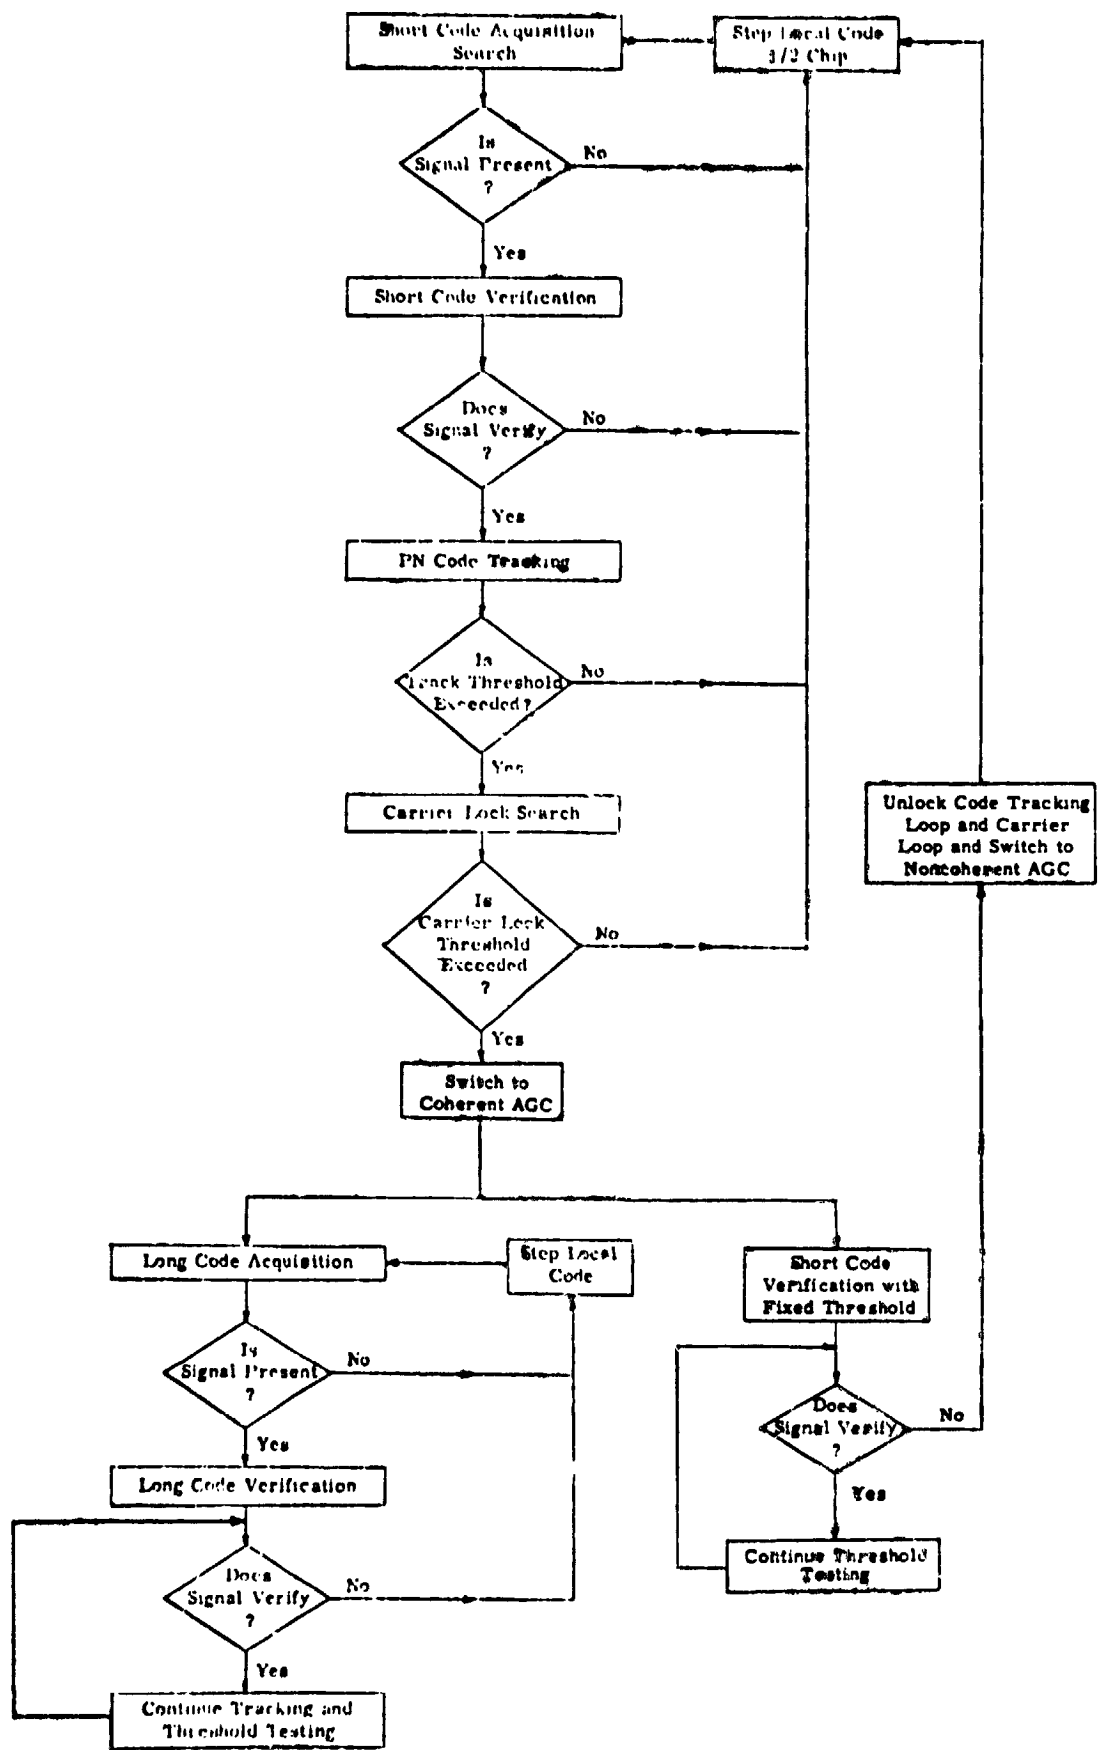 Short Code Acquisition
Search
Step Local Code
1/2 Chip
Is
Signal Present
?
No
Yes
Short Code Verification
Does
Signal Verify
?
No
Yes
PN Code Tracking
Is
Track Threshold
Exceeded?
No
Yes
Carrier Lock Search
Unlock Code Tracking
Loop and Carrier
Loop and Switch to
Noncoherent AGC
Is
Carrier Lock
Threshold
Exceeded
?
No
Yes
Switch to
Coherent AGC
Long Code Acquisition
Step Local
Code
Short Code
Verification with
Fixed Threshold
Is
Signal Present
?
No
Yes
Does
Signal Verify
?
No
Yes
Long Code Verification
Continue Threshold
Testing
Does
Signal Verify
?
No
Yes
Continue Tracking and
Threshold Testing